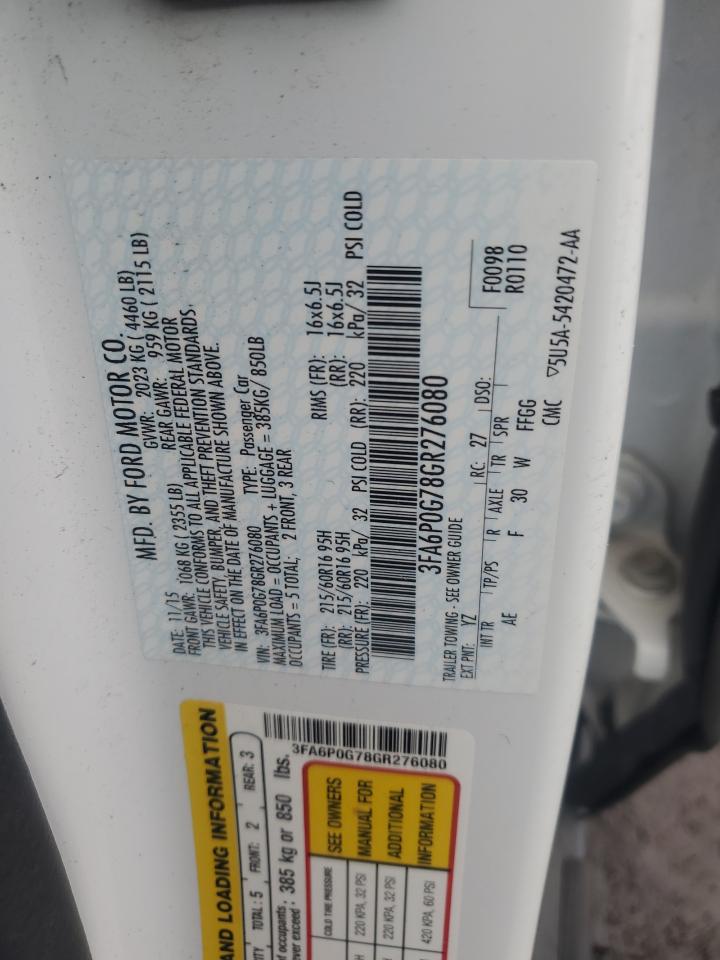 MFD. BY FORD MOTOR CO.
DATE: 11/15 GVWR: 2023 KG ( 4460 LB)
FRONT GAWR: 1068 KG ( 2355 LB) REAR GAWR: 959 KG ( 2115 LB)
THIS VEHICLE CONFORMS TO ALL APPLICABLE FEDERAL MOTOR
VEHICLE SAFETY, BUMPER, AND THEFT PREVENTION STANDARDS,
IN EFFECT ON THE DATE OF MANUFACTURE SHOWN ABOVE.
VIN: 3FA6P0G78GR276080 TYPE: Passenger Car
MAXIMUM LOAD = OCCUPANTS + LUGGAGE = 385KG/ 850LB
OCCUPANTS = 5 TOTAL; 2 FRONT, 3 REAR
TIRE (FR): 215/60R16 95H RIMS (FR): 16x6.5J
(RR): 215/60R16 95H (RR): 16x6.5J
PRESSURE (FR): 220 kPa/ 32 PSI COLD (RR): 220 kPa/ 32 PSI COLD
3FA6P0G78GR276080
TRAILER TOWING - SEE OWNER GUIDE
EXT PNT: YZ RC: 27 DSO: F0098
INT TR TP/PS R AXLE TR SPR R0110
AE F 30 W FFGG
CMC ▽5U5A-5420472-AA
AND LOADING INFORMATION
TOTAL: 5 FRONT: 2 REAR: 3
385 kg or 850 lbs.
3FA6P0G78GR276080
COLD TIRE PRESSURE SEE OWNERS
220 KPA, 32 PSI MANUAL FOR
220 KPA, 32 PSI ADDITIONAL
420 KPA, 60 PSI INFORMATION